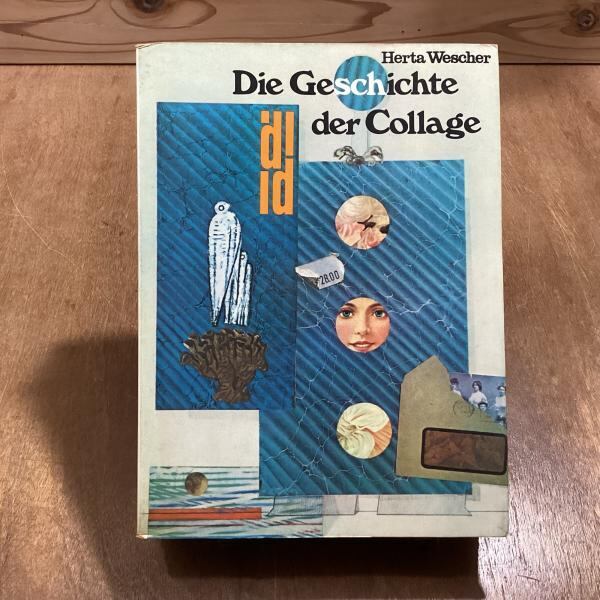 Herta Wescher
Die Geschichte
der Collage
28.00